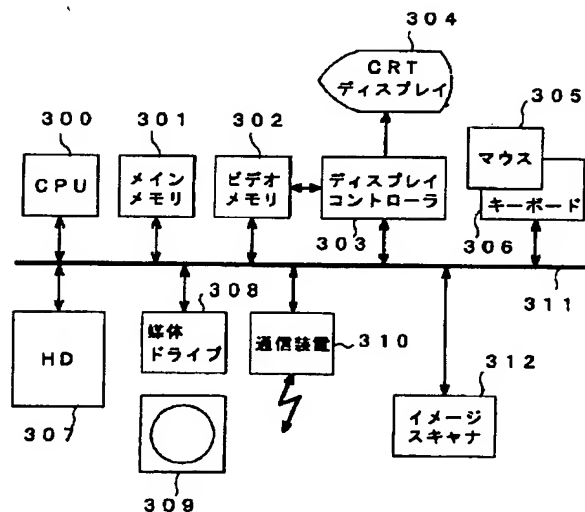 304
CRT
ディスプレイ
300
301
302
305
CPU
メイン
メモリ
ビデオ
メモリ
ディスプレイ
コントローラ
マウス
キーボード
303
306
311
308
HD
媒体
ドライブ
通信装置
310
312
307
イメージ
スキャナ
309